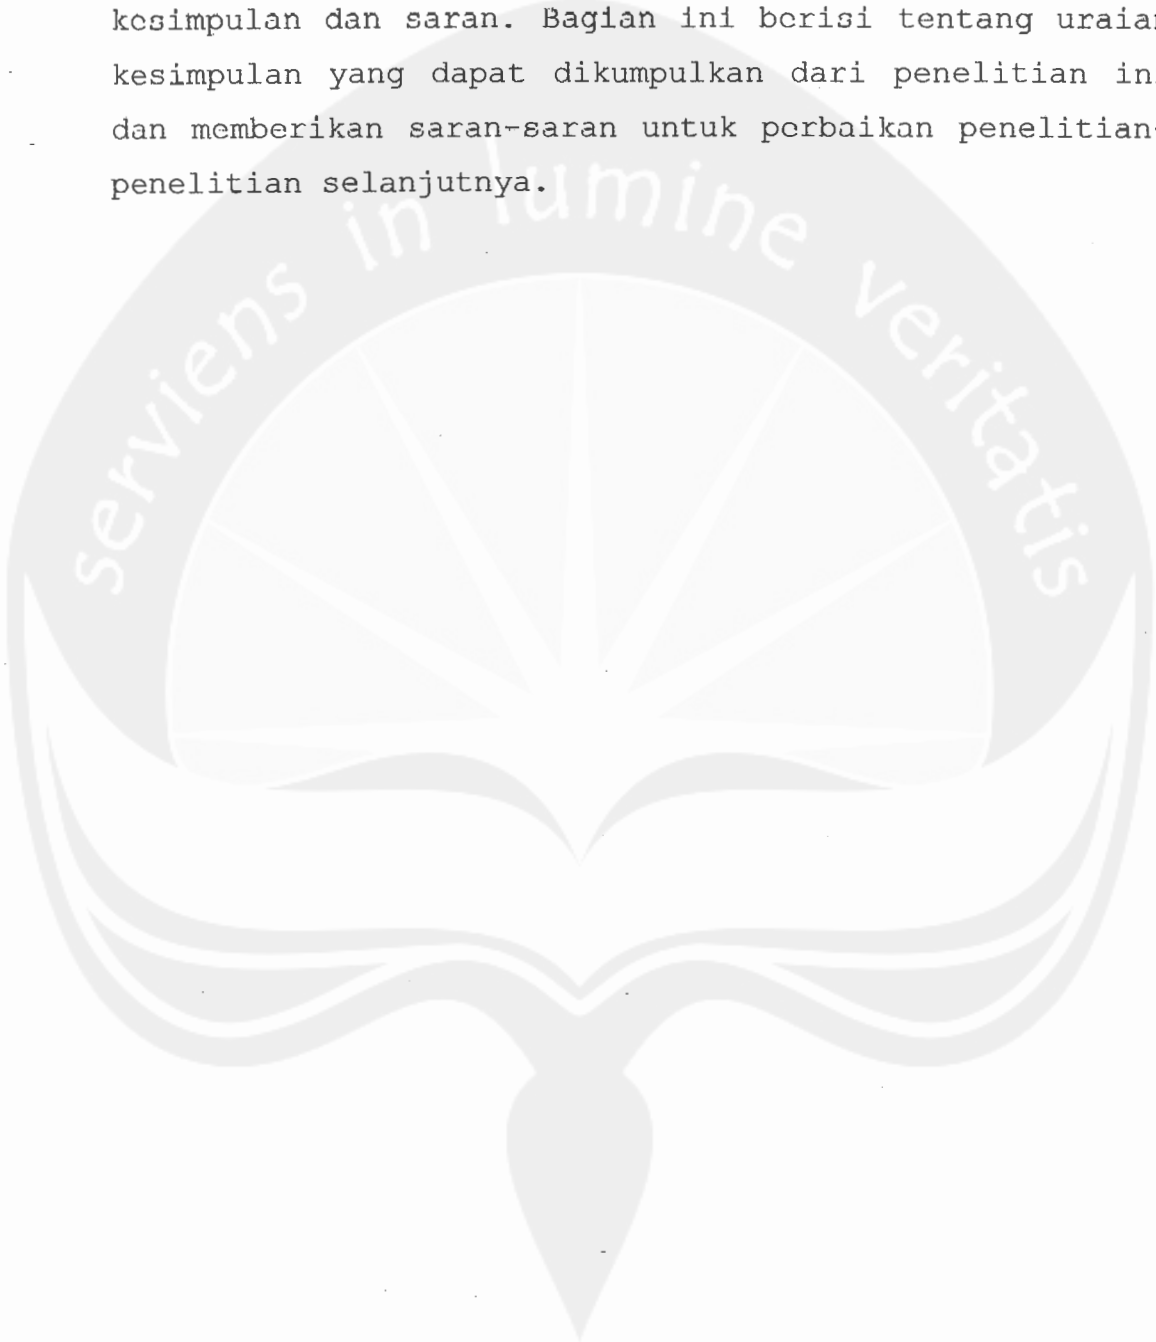 kesimpulan dan saran. Bagian ini berisi tentang uraian
kesimpulan yang dapat dikumpulkan dari penelitian ini
dan memberikan saran-saran untuk perbaikan penelitian-
penelitian selanjutnya.
serviens in lumine veritatis